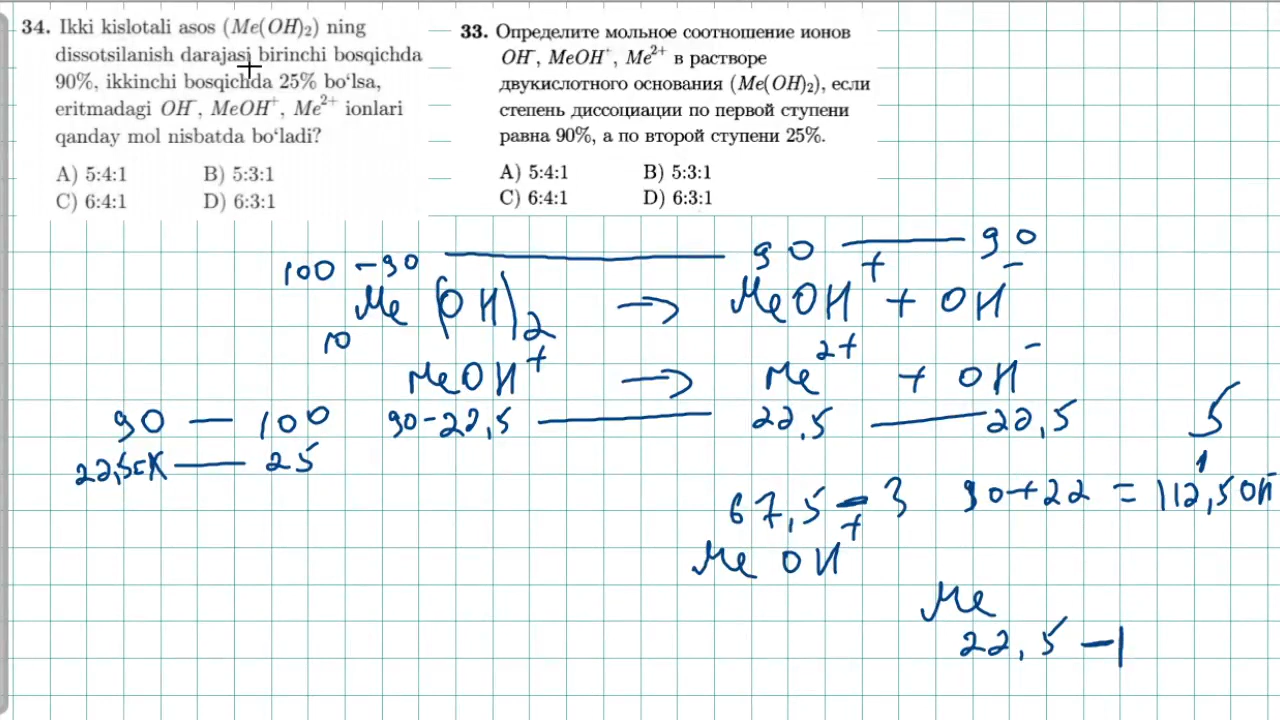 34. Ikki kislotali asos (Me(OH)₂) ning
dissotsilanish darajasi birinchi bosqichda
90%, ikkinchi bosqichda 25% bo‘lsa,
eritmadagi OH⁻, MeOH⁺, Me²⁺ ionlari
qanday mol nisbatda bo‘ladi?
A) 5:4:1 B) 5:3:1
C) 6:4:1 D) 6:3:1
33. Определите мольное соотношение ионов
OH⁻, MeOH⁺, Me²⁺ в растворе
двукислотного основания (Me(OH)₂), если
степень диссоциации по первой ступени
равна 90%, а по второй ступени 25%.
A) 5:4:1 B) 5:3:1
C) 6:4:1 D) 6:3:1
100 - 90 — 90 — 90
Me(OH)₂ → MeOH⁺ + OH⁻
10
MeOH⁺ → Me²⁺ + OH⁻
90 — 100 90 - 22,5 — 22,5 — 22,5 5
22,5=X — 25
67,5 - 3 90 + 22 = 112,5 OH⁻
MeOH⁺
Me
22,5 - 1